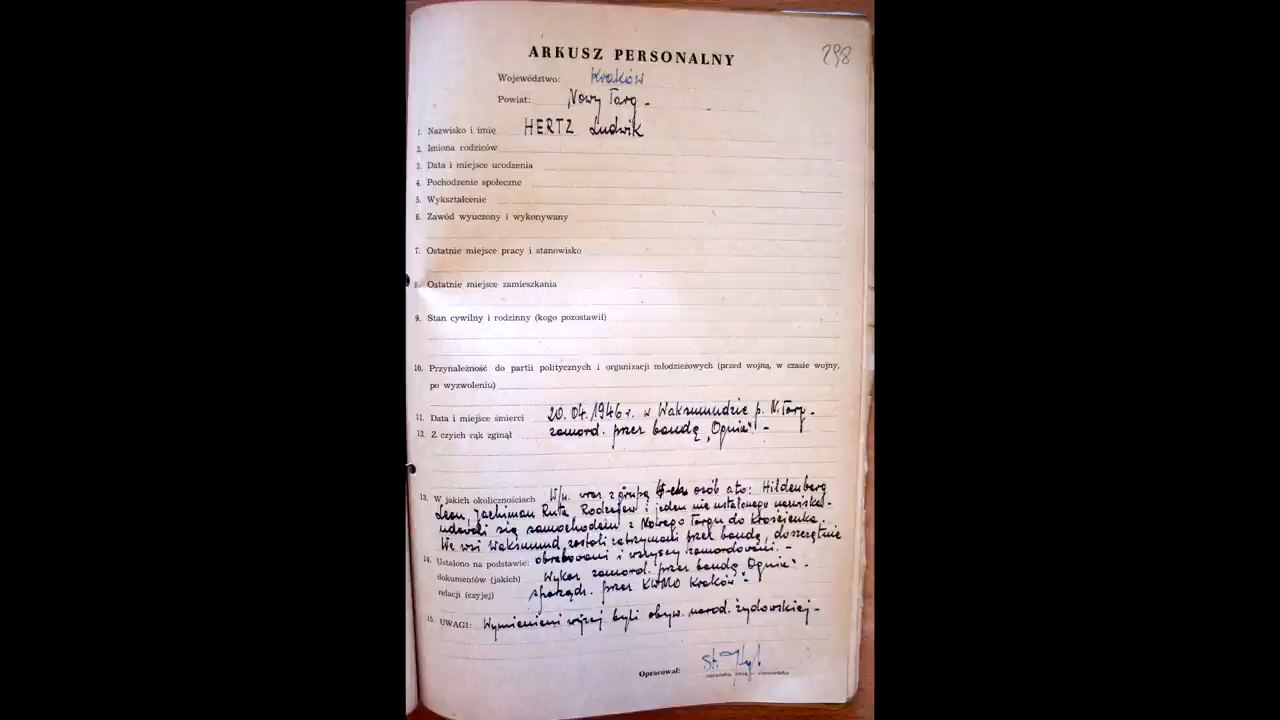 298
ARKUSZ PERSONALNY
Województwo: Kraków
Powiat: Nowy Targ -
1. Nazwisko i imię HERTZ Ludwik
2. Imiona rodziców
3. Data i miejsce urodzenia
4. Pochodzenie społeczne
5. Wykształcenie
6. Zawód wyuczony i wykonywany
7. Ostatnie miejsce pracy i stanowisko
8. Ostatnie miejsce zamieszkania
9. Stan cywilny i rodzinny (kogo pozostawił)
10. Przynależność do partii politycznych i organizacji młodzieżowych (przed wojną, w czasie wojny,
po wyzwoleniu)
11. Data i miejsce śmierci 20.04.1946 r. w Waksmundzie p. N. Targ -
12. Z czyich rąk zginął zamord. przez bandę „Ognia" -
13. W jakich okolicznościach W/w. wraz z grupą osób a to: Hildenberg
Leon, Jachiman Ruta, Rodzejew i jeden nie ustalonego nazwiska -
udawali się samochodem z Nowego Targu do Krościenka.
We wsi Waksmund zostali zatrzymani przez bandę, doszczętnie
obrabowani i wszyscy zamordowani. -
14. Ustalono na podstawie:
dokumentów (jakich) Wykaz zamord. przez bandę Ognia" -
relacji (czyjej) sporządz. przez KWMO Kraków" -
15. UWAGI: Wymienieni wyżej byli obyw. narod. żydowskiej -
Opracował: St.
nazwisko, imię — stanowisko